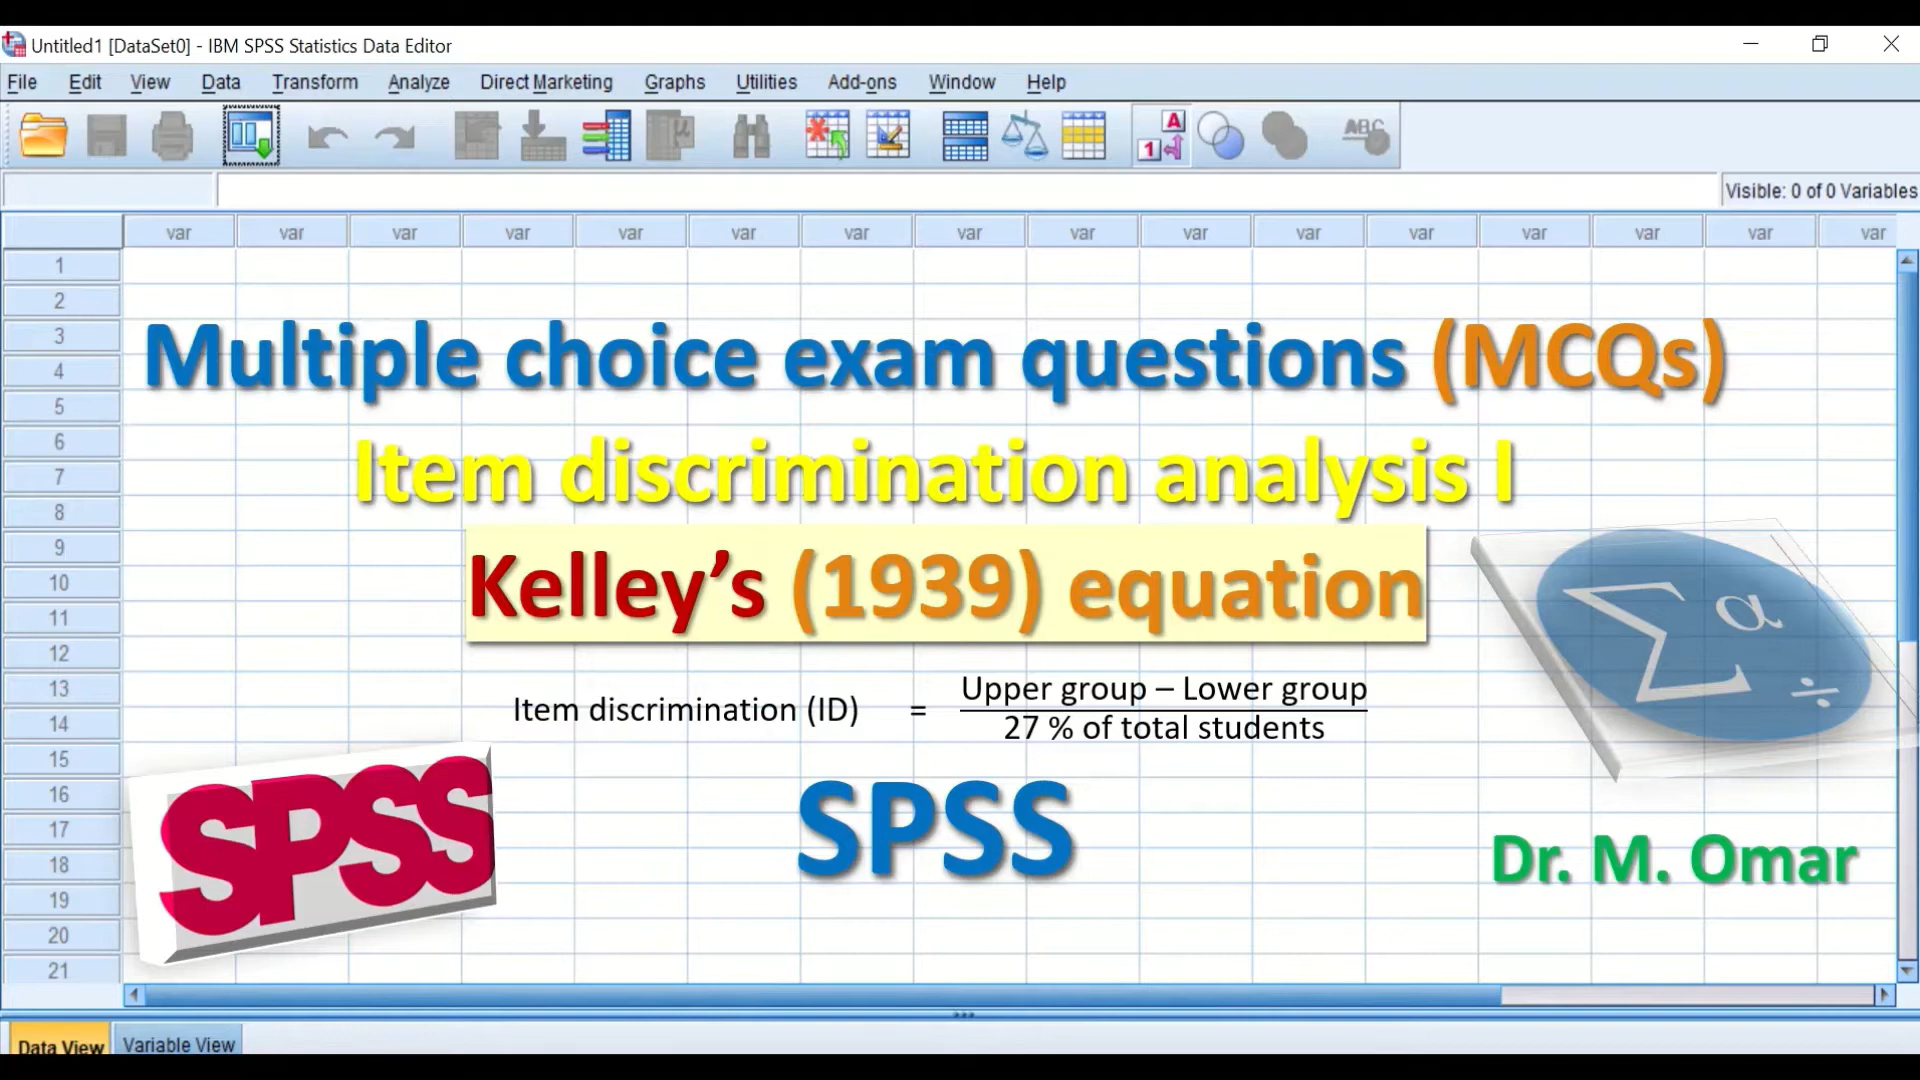 Untitled1 [DataSet0] - IBM SPSS Statistics Data Editor
File Edit View Data Transform Analyze Direct Marketing Graphs Utilities Add-ons Window Help
A
1
ABC
Visible: 0 of 0 Variables
var var var var var var var var var var var var var var var var
1
2
3
4
5
6
7
8
9
10
11
12
13
14
15
16
17
18
19
20
21
Multiple choice exam questions (MCQs)
Item discrimination analysis I
Kelley’s (1939) equation
Σ α ÷
Item discrimination (ID) = Upper group – Lower group
27 % of total students
SPSS
SPSS
Dr. M. Omar
Data View Variable View